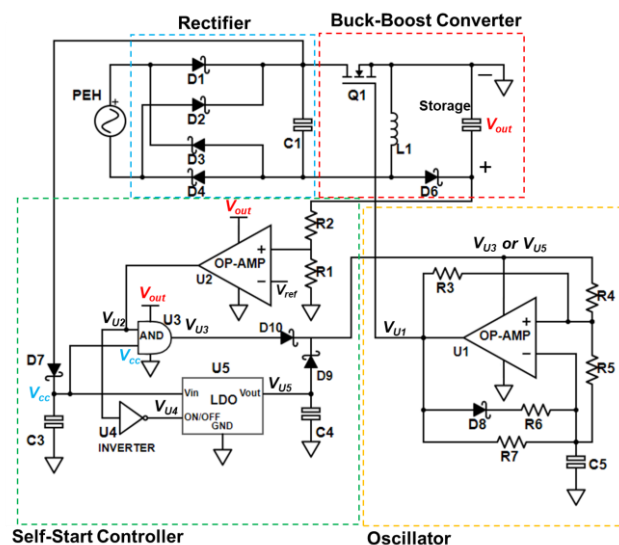 Rectifier
Buck-Boost Converter
PEH
+
D1
D2
D3
D4
C1
Q1
L1
Storage
−
Vout
+
D6
R2
R1
Vout
OP-AMP
U2
+
−
Vref
VU3 or VU5
R3
R4
R5
VU1
OP-AMP
U1
+
−
D8
R6
R7
C5
Vout
VU2
U3
AND
VU3
D10
Vcc
D7
Vcc
C3
U5
Vin
Vout
VU5
D9
LDO
ON/OFF
GND
VU4
U4
INVERTER
C4
Self-Start Controller
Oscillator